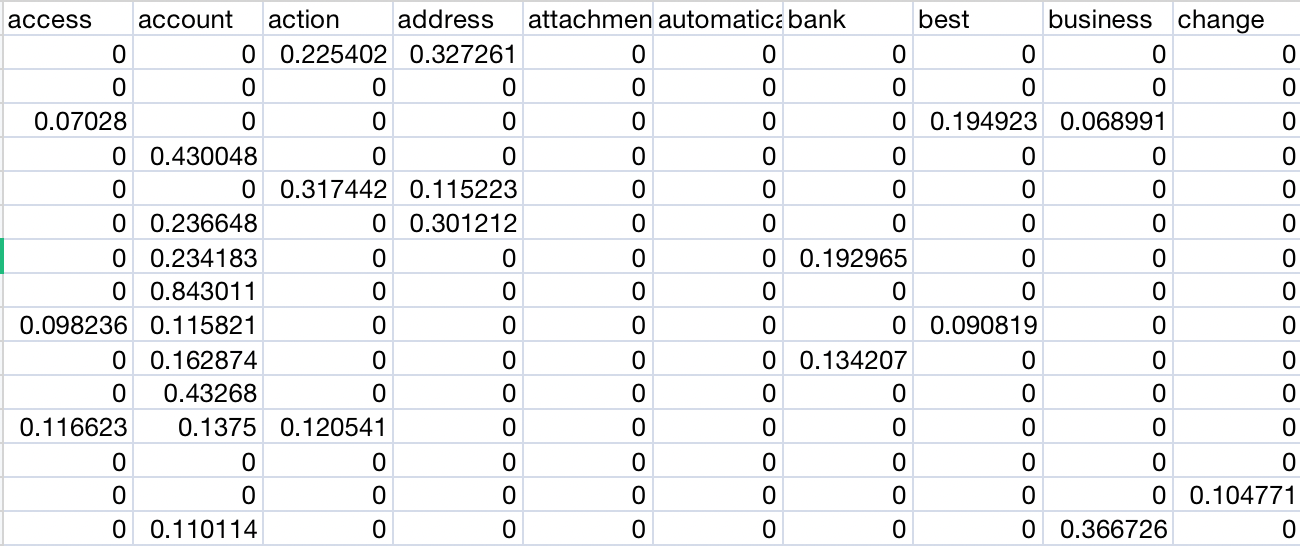 access account action address attachmen automatica bank best business change
0 0 0.225402 0.327261 0 0 0 0 0 0
0 0 0 0 0 0 0 0 0 0
0.07028 0 0 0 0 0 0 0.194923 0.068991 0
0 0.430048 0 0 0 0 0 0 0 0
0 0 0.317442 0.115223 0 0 0 0 0 0
0 0.236648 0 0.301212 0 0 0 0 0 0
0 0.234183 0 0 0 0 0.192965 0 0 0
0 0.843011 0 0 0 0 0 0 0 0
0.098236 0.115821 0 0 0 0 0 0.090819 0 0
0 0.162874 0 0 0 0 0.134207 0 0 0
0 0.43268 0 0 0 0 0 0 0 0
0.116623 0.1375 0.120541 0 0 0 0 0 0 0
0 0 0 0 0 0 0 0 0 0
0 0 0 0 0 0 0 0 0 0.104771
0 0.110114 0 0 0 0 0 0 0.366726 0